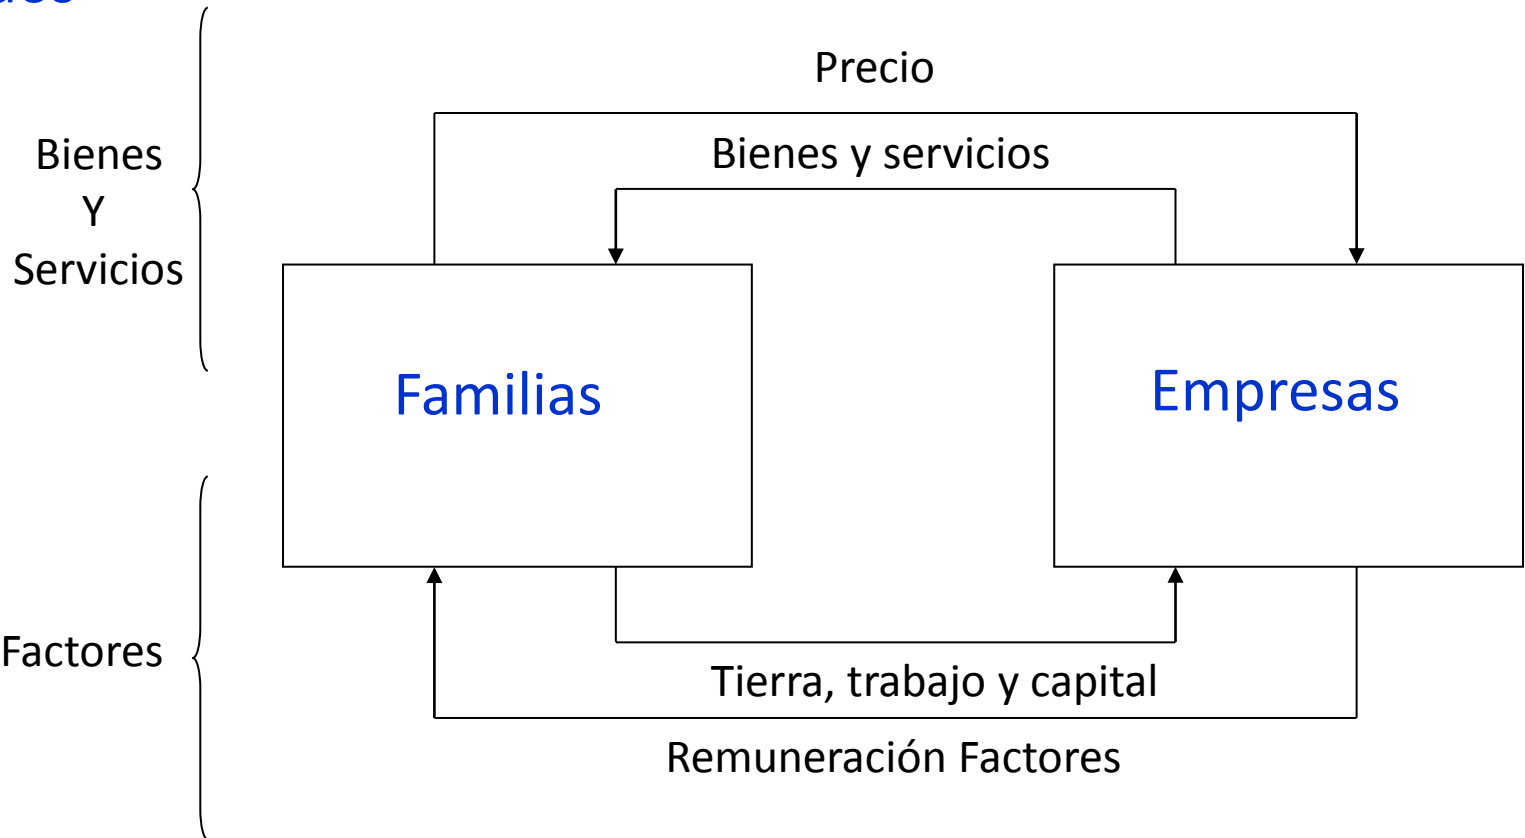 Precio
Bienes y servicios
Bienes
Y
Servicios
Familias
Empresas
Factores
Tierra, trabajo y capital
Remuneración Factores